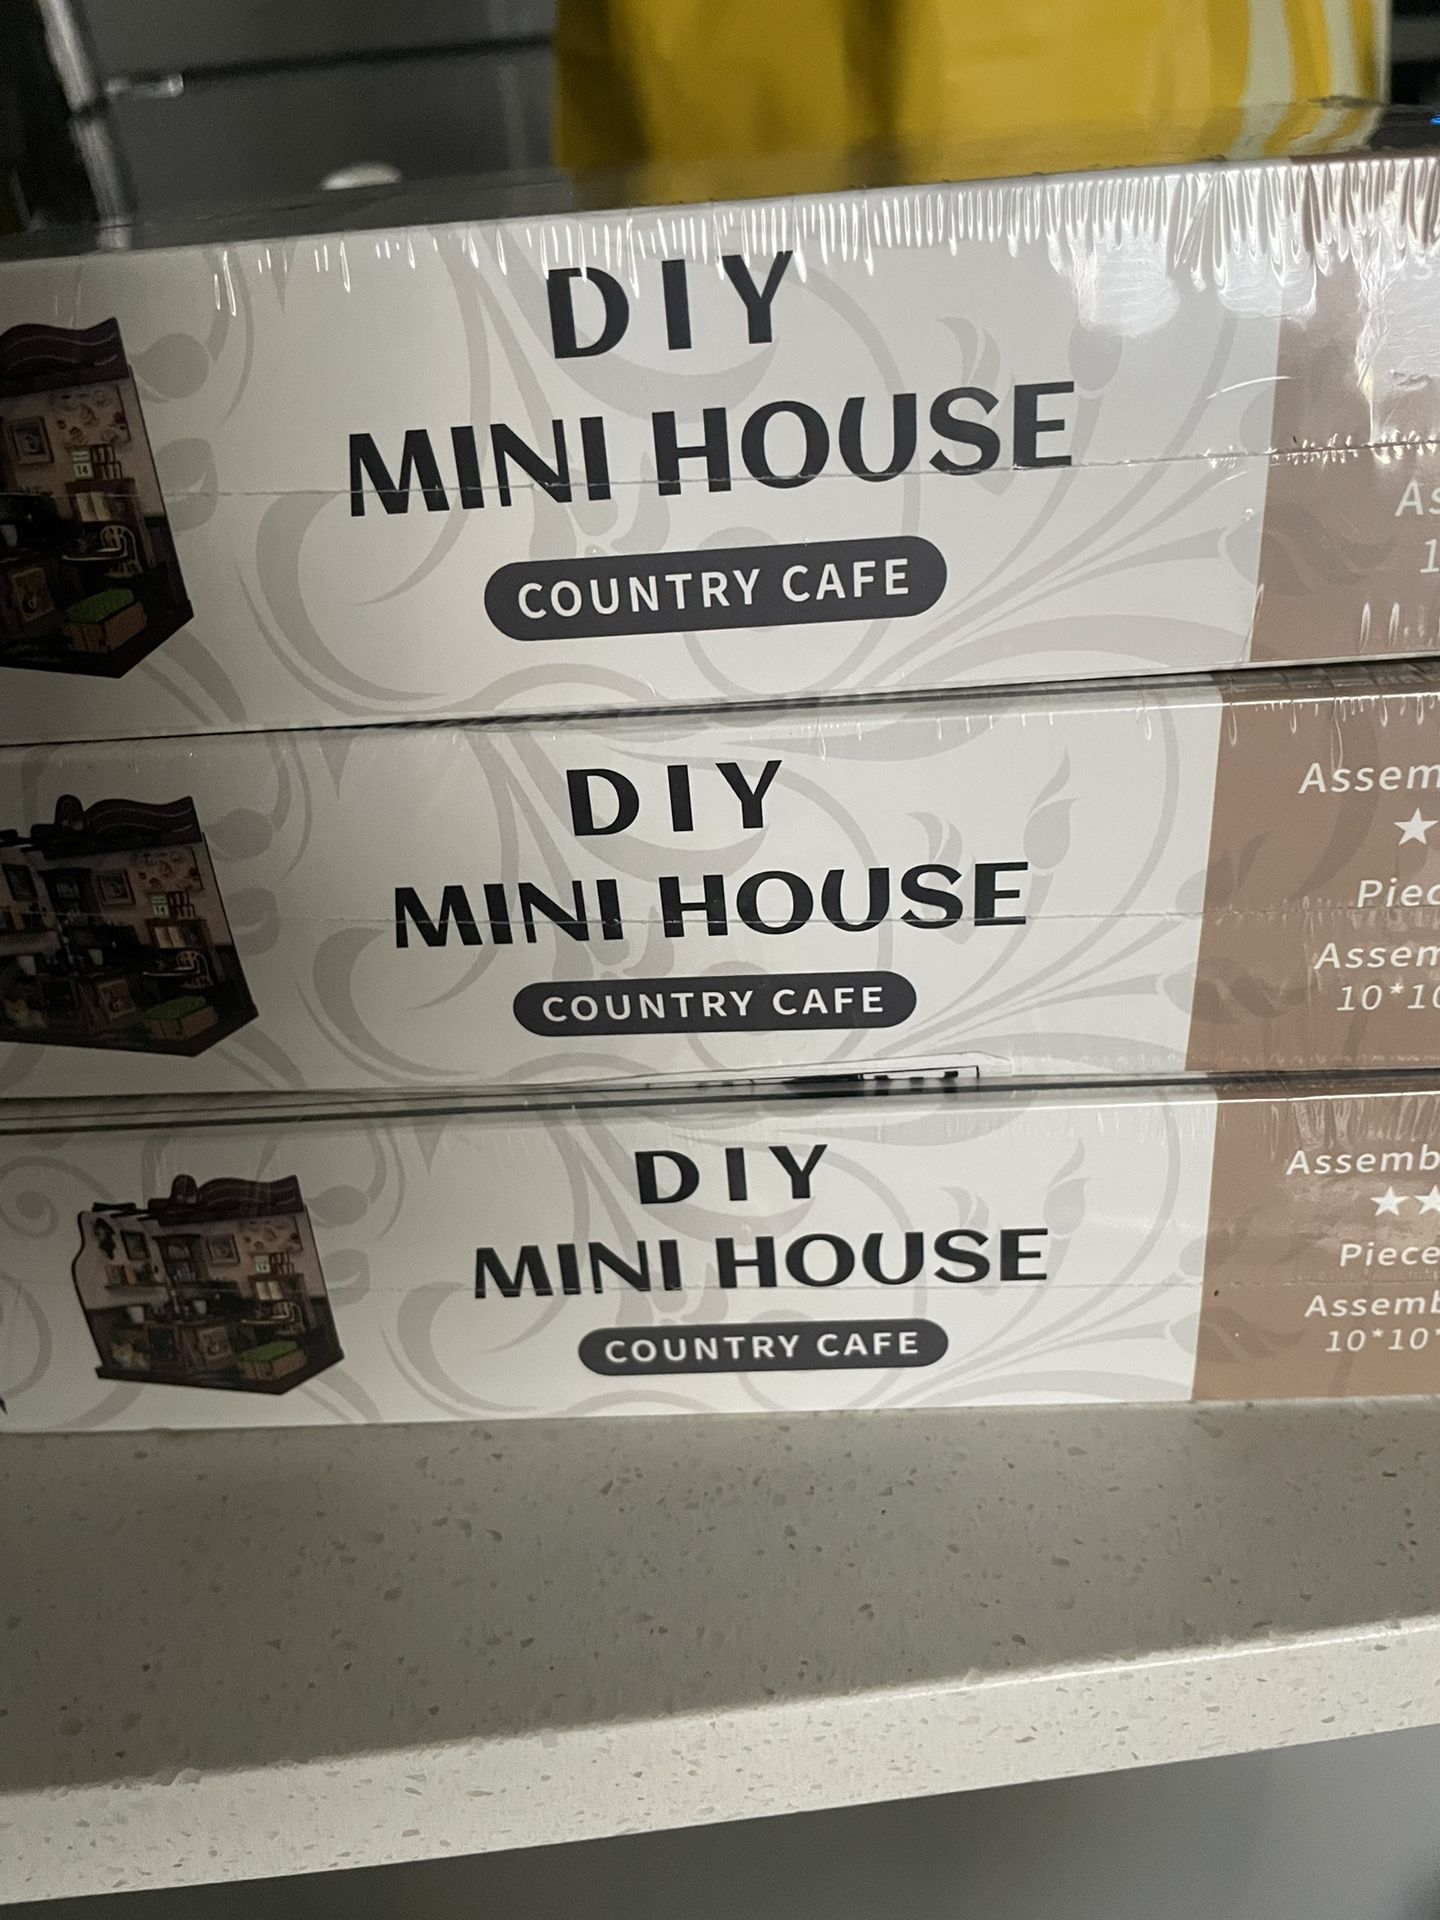 DIY
MINI HOUSE
COUNTRY CAFE
14
DIY
MINI HOUSE
COUNTRY CAFE
Assem
Piec
Assem
10*10
DIY
MINI HOUSE
COUNTRY CAFE
Assemb
★★
Piece
Assemb
10*10*